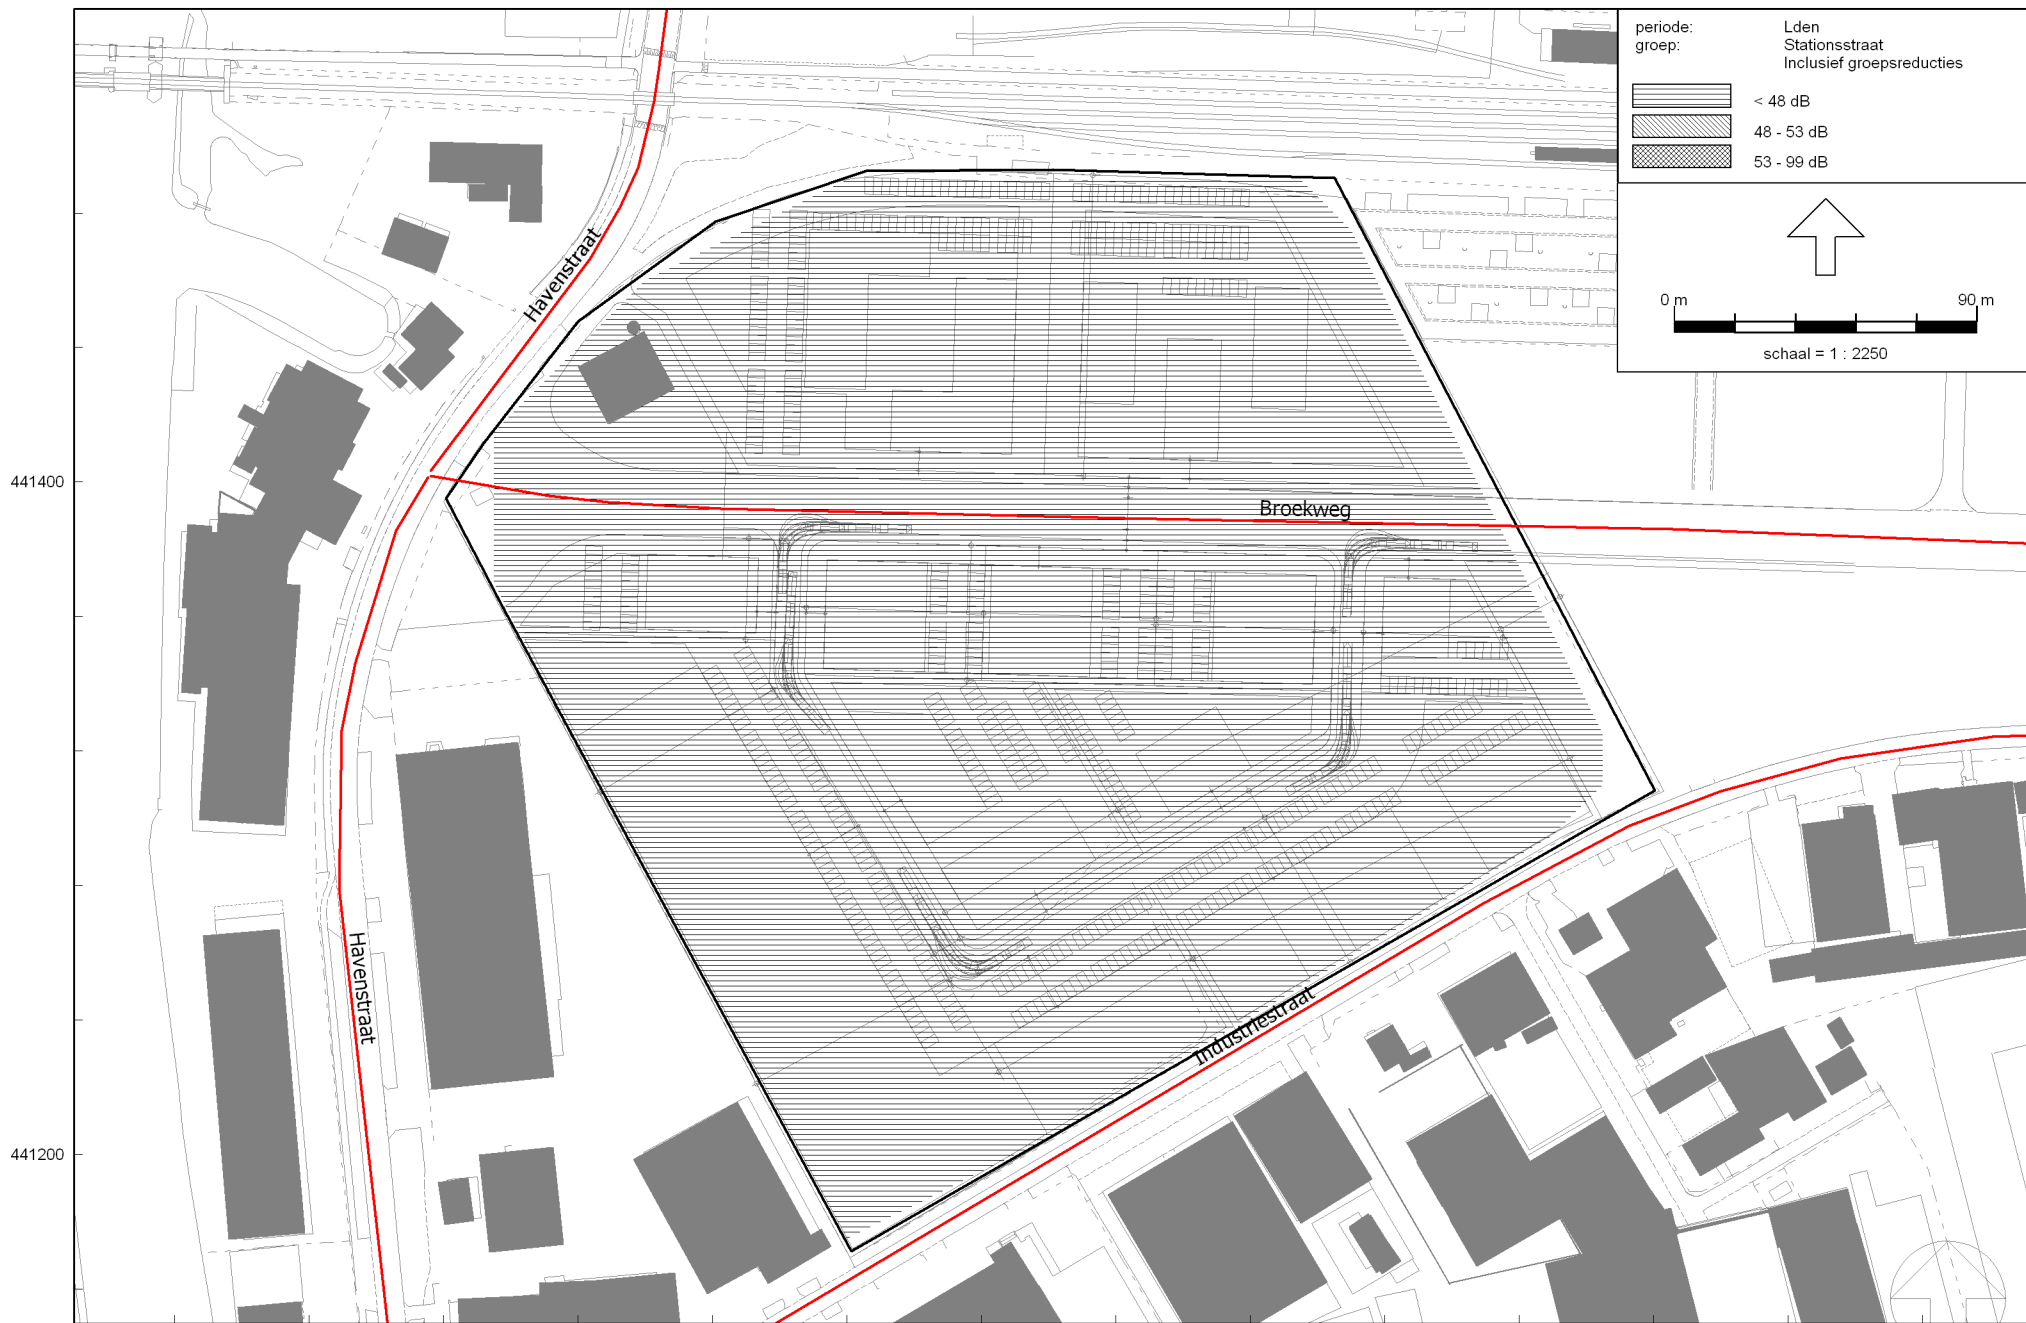 periode: Lden
groep: Stationsstraat
Inclusief groepsreducties
< 48 dB
48 - 53 dB
53 - 99 dB
0 m 90 m
schaal = 1 : 2250
Havenstraat
441400
Broekweg
Havenstraat
Industriestraat
441200